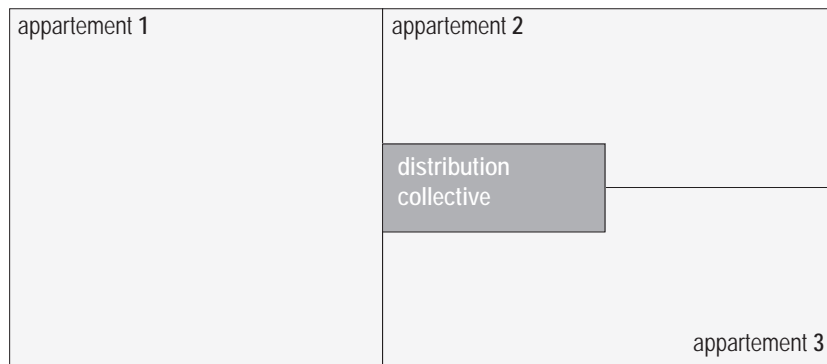 appartement 1
appartement 2
distribution
collective
appartement 3